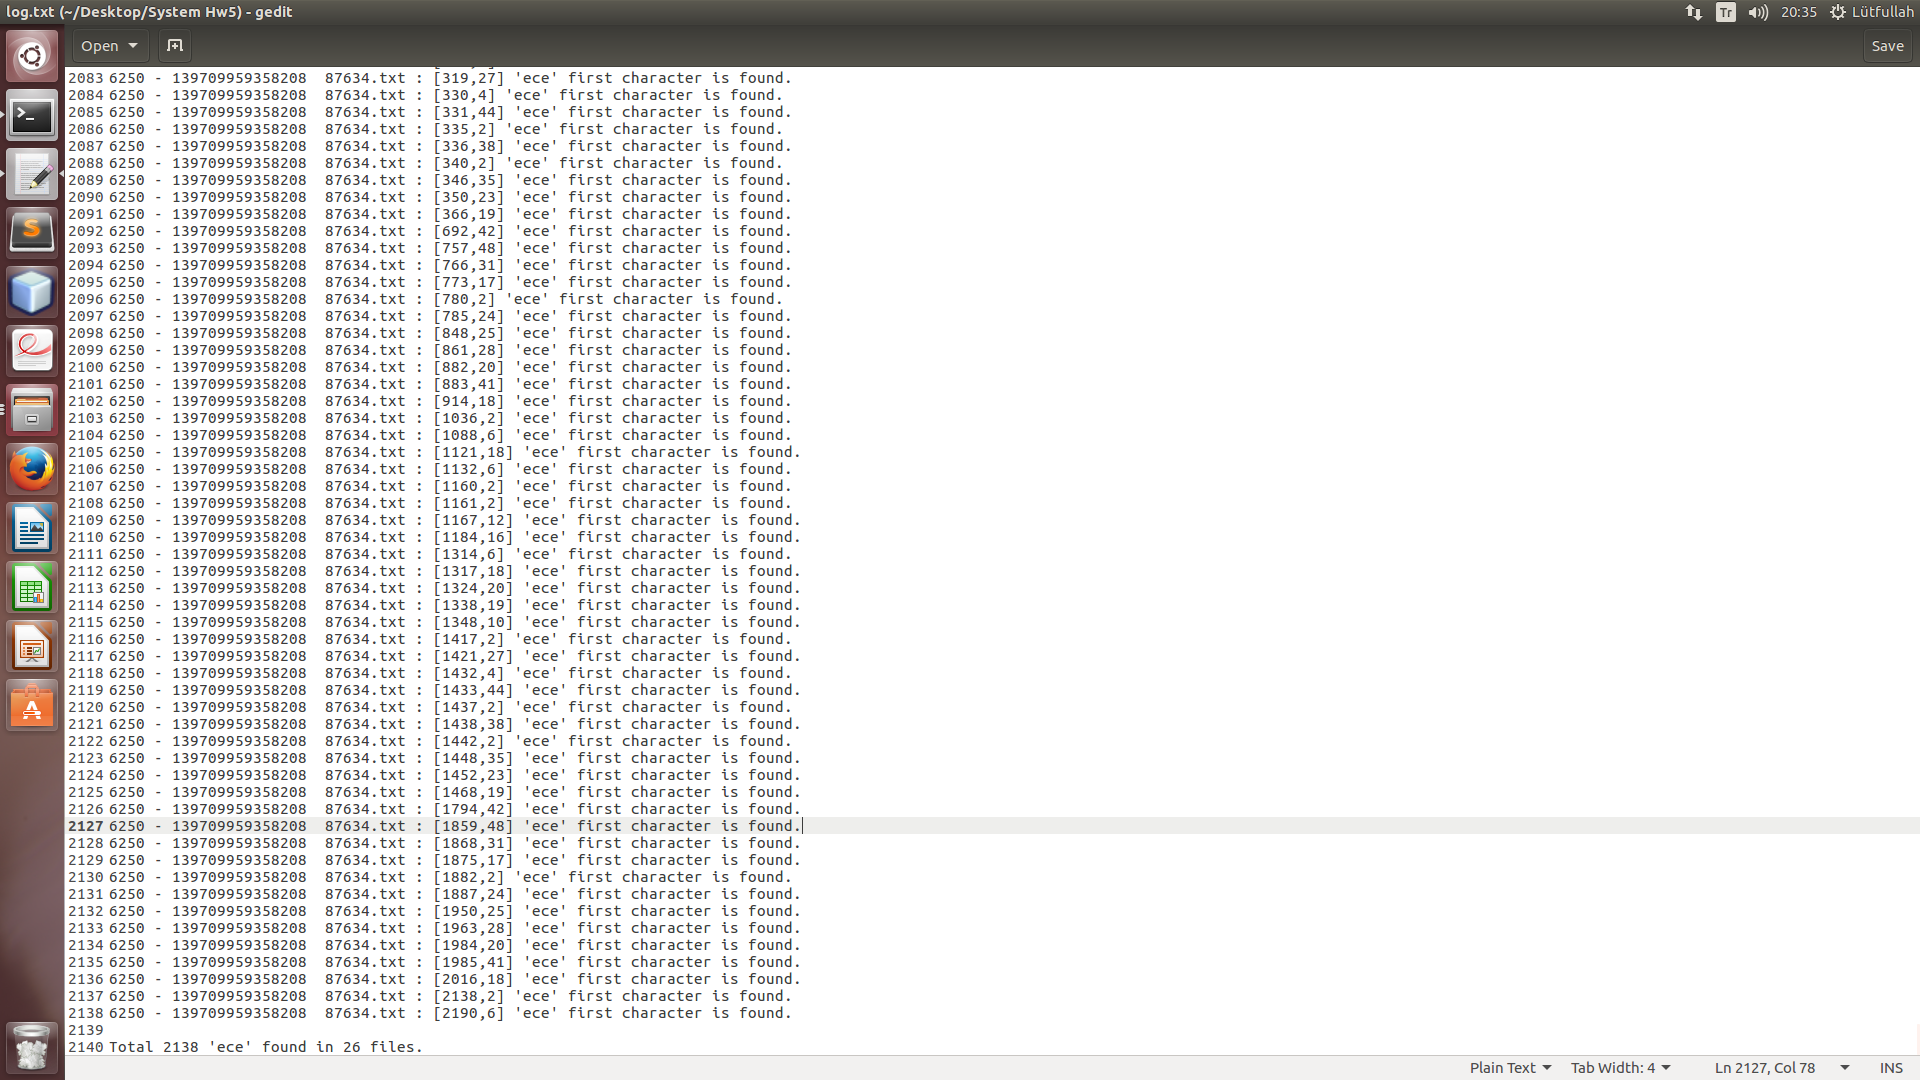 log.txt (~/Desktop/System Hw5) - gedit
Tr 20:35 Lütfullah
Open Save
2083 6250 - 139709959358208  87634.txt : [319,27] 'ece' first character is found.
2084 6250 - 139709959358208  87634.txt : [330,4] 'ece' first character is found.
2085 6250 - 139709959358208  87634.txt : [331,44] 'ece' first character is found.
2086 6250 - 139709959358208  87634.txt : [335,2] 'ece' first character is found.
2087 6250 - 139709959358208  87634.txt : [336,38] 'ece' first character is found.
2088 6250 - 139709959358208  87634.txt : [340,2] 'ece' first character is found.
2089 6250 - 139709959358208  87634.txt : [346,35] 'ece' first character is found.
2090 6250 - 139709959358208  87634.txt : [350,23] 'ece' first character is found.
2091 6250 - 139709959358208  87634.txt : [366,19] 'ece' first character is found.
2092 6250 - 139709959358208  87634.txt : [692,42] 'ece' first character is found.
2093 6250 - 139709959358208  87634.txt : [757,48] 'ece' first character is found.
2094 6250 - 139709959358208  87634.txt : [766,31] 'ece' first character is found.
2095 6250 - 139709959358208  87634.txt : [773,17] 'ece' first character is found.
2096 6250 - 139709959358208  87634.txt : [780,2] 'ece' first character is found.
2097 6250 - 139709959358208  87634.txt : [785,24] 'ece' first character is found.
2098 6250 - 139709959358208  87634.txt : [848,25] 'ece' first character is found.
2099 6250 - 139709959358208  87634.txt : [861,28] 'ece' first character is found.
2100 6250 - 139709959358208  87634.txt : [882,20] 'ece' first character is found.
2101 6250 - 139709959358208  87634.txt : [883,41] 'ece' first character is found.
2102 6250 - 139709959358208  87634.txt : [914,18] 'ece' first character is found.
2103 6250 - 139709959358208  87634.txt : [1036,2] 'ece' first character is found.
2104 6250 - 139709959358208  87634.txt : [1088,6] 'ece' first character is found.
2105 6250 - 139709959358208  87634.txt : [1121,18] 'ece' first character is found.
2106 6250 - 139709959358208  87634.txt : [1132,6] 'ece' first character is found.
2107 6250 - 139709959358208  87634.txt : [1160,2] 'ece' first character is found.
2108 6250 - 139709959358208  87634.txt : [1161,2] 'ece' first character is found.
2109 6250 - 139709959358208  87634.txt : [1167,12] 'ece' first character is found.
2110 6250 - 139709959358208  87634.txt : [1184,16] 'ece' first character is found.
2111 6250 - 139709959358208  87634.txt : [1314,6] 'ece' first character is found.
2112 6250 - 139709959358208  87634.txt : [1317,18] 'ece' first character is found.
2113 6250 - 139709959358208  87634.txt : [1324,20] 'ece' first character is found.
2114 6250 - 139709959358208  87634.txt : [1338,19] 'ece' first character is found.
2115 6250 - 139709959358208  87634.txt : [1348,10] 'ece' first character is found.
2116 6250 - 139709959358208  87634.txt : [1417,2] 'ece' first character is found.
2117 6250 - 139709959358208  87634.txt : [1421,27] 'ece' first character is found.
2118 6250 - 139709959358208  87634.txt : [1432,4] 'ece' first character is found.
2119 6250 - 139709959358208  87634.txt : [1433,44] 'ece' first character is found.
2120 6250 - 139709959358208  87634.txt : [1437,2] 'ece' first character is found.
2121 6250 - 139709959358208  87634.txt : [1438,38] 'ece' first character is found.
2122 6250 - 139709959358208  87634.txt : [1442,2] 'ece' first character is found.
2123 6250 - 139709959358208  87634.txt : [1448,35] 'ece' first character is found.
2124 6250 - 139709959358208  87634.txt : [1452,23] 'ece' first character is found.
2125 6250 - 139709959358208  87634.txt : [1468,19] 'ece' first character is found.
2126 6250 - 139709959358208  87634.txt : [1794,42] 'ece' first character is found.
2127 6250 - 139709959358208  87634.txt : [1859,48] 'ece' first character is found.
2128 6250 - 139709959358208  87634.txt : [1868,31] 'ece' first character is found.
2129 6250 - 139709959358208  87634.txt : [1875,17] 'ece' first character is found.
2130 6250 - 139709959358208  87634.txt : [1882,2] 'ece' first character is found.
2131 6250 - 139709959358208  87634.txt : [1887,24] 'ece' first character is found.
2132 6250 - 139709959358208  87634.txt : [1950,25] 'ece' first character is found.
2133 6250 - 139709959358208  87634.txt : [1963,28] 'ece' first character is found.
2134 6250 - 139709959358208  87634.txt : [1984,20] 'ece' first character is found.
2135 6250 - 139709959358208  87634.txt : [1985,41] 'ece' first character is found.
2136 6250 - 139709959358208  87634.txt : [2016,18] 'ece' first character is found.
2137 6250 - 139709959358208  87634.txt : [2138,2] 'ece' first character is found.
2138 6250 - 139709959358208  87634.txt : [2190,6] 'ece' first character is found.
2139
2140 Total 2138 'ece' found in 26 files.
Plain Text Tab Width: 4 Ln 2127, Col 78 INS